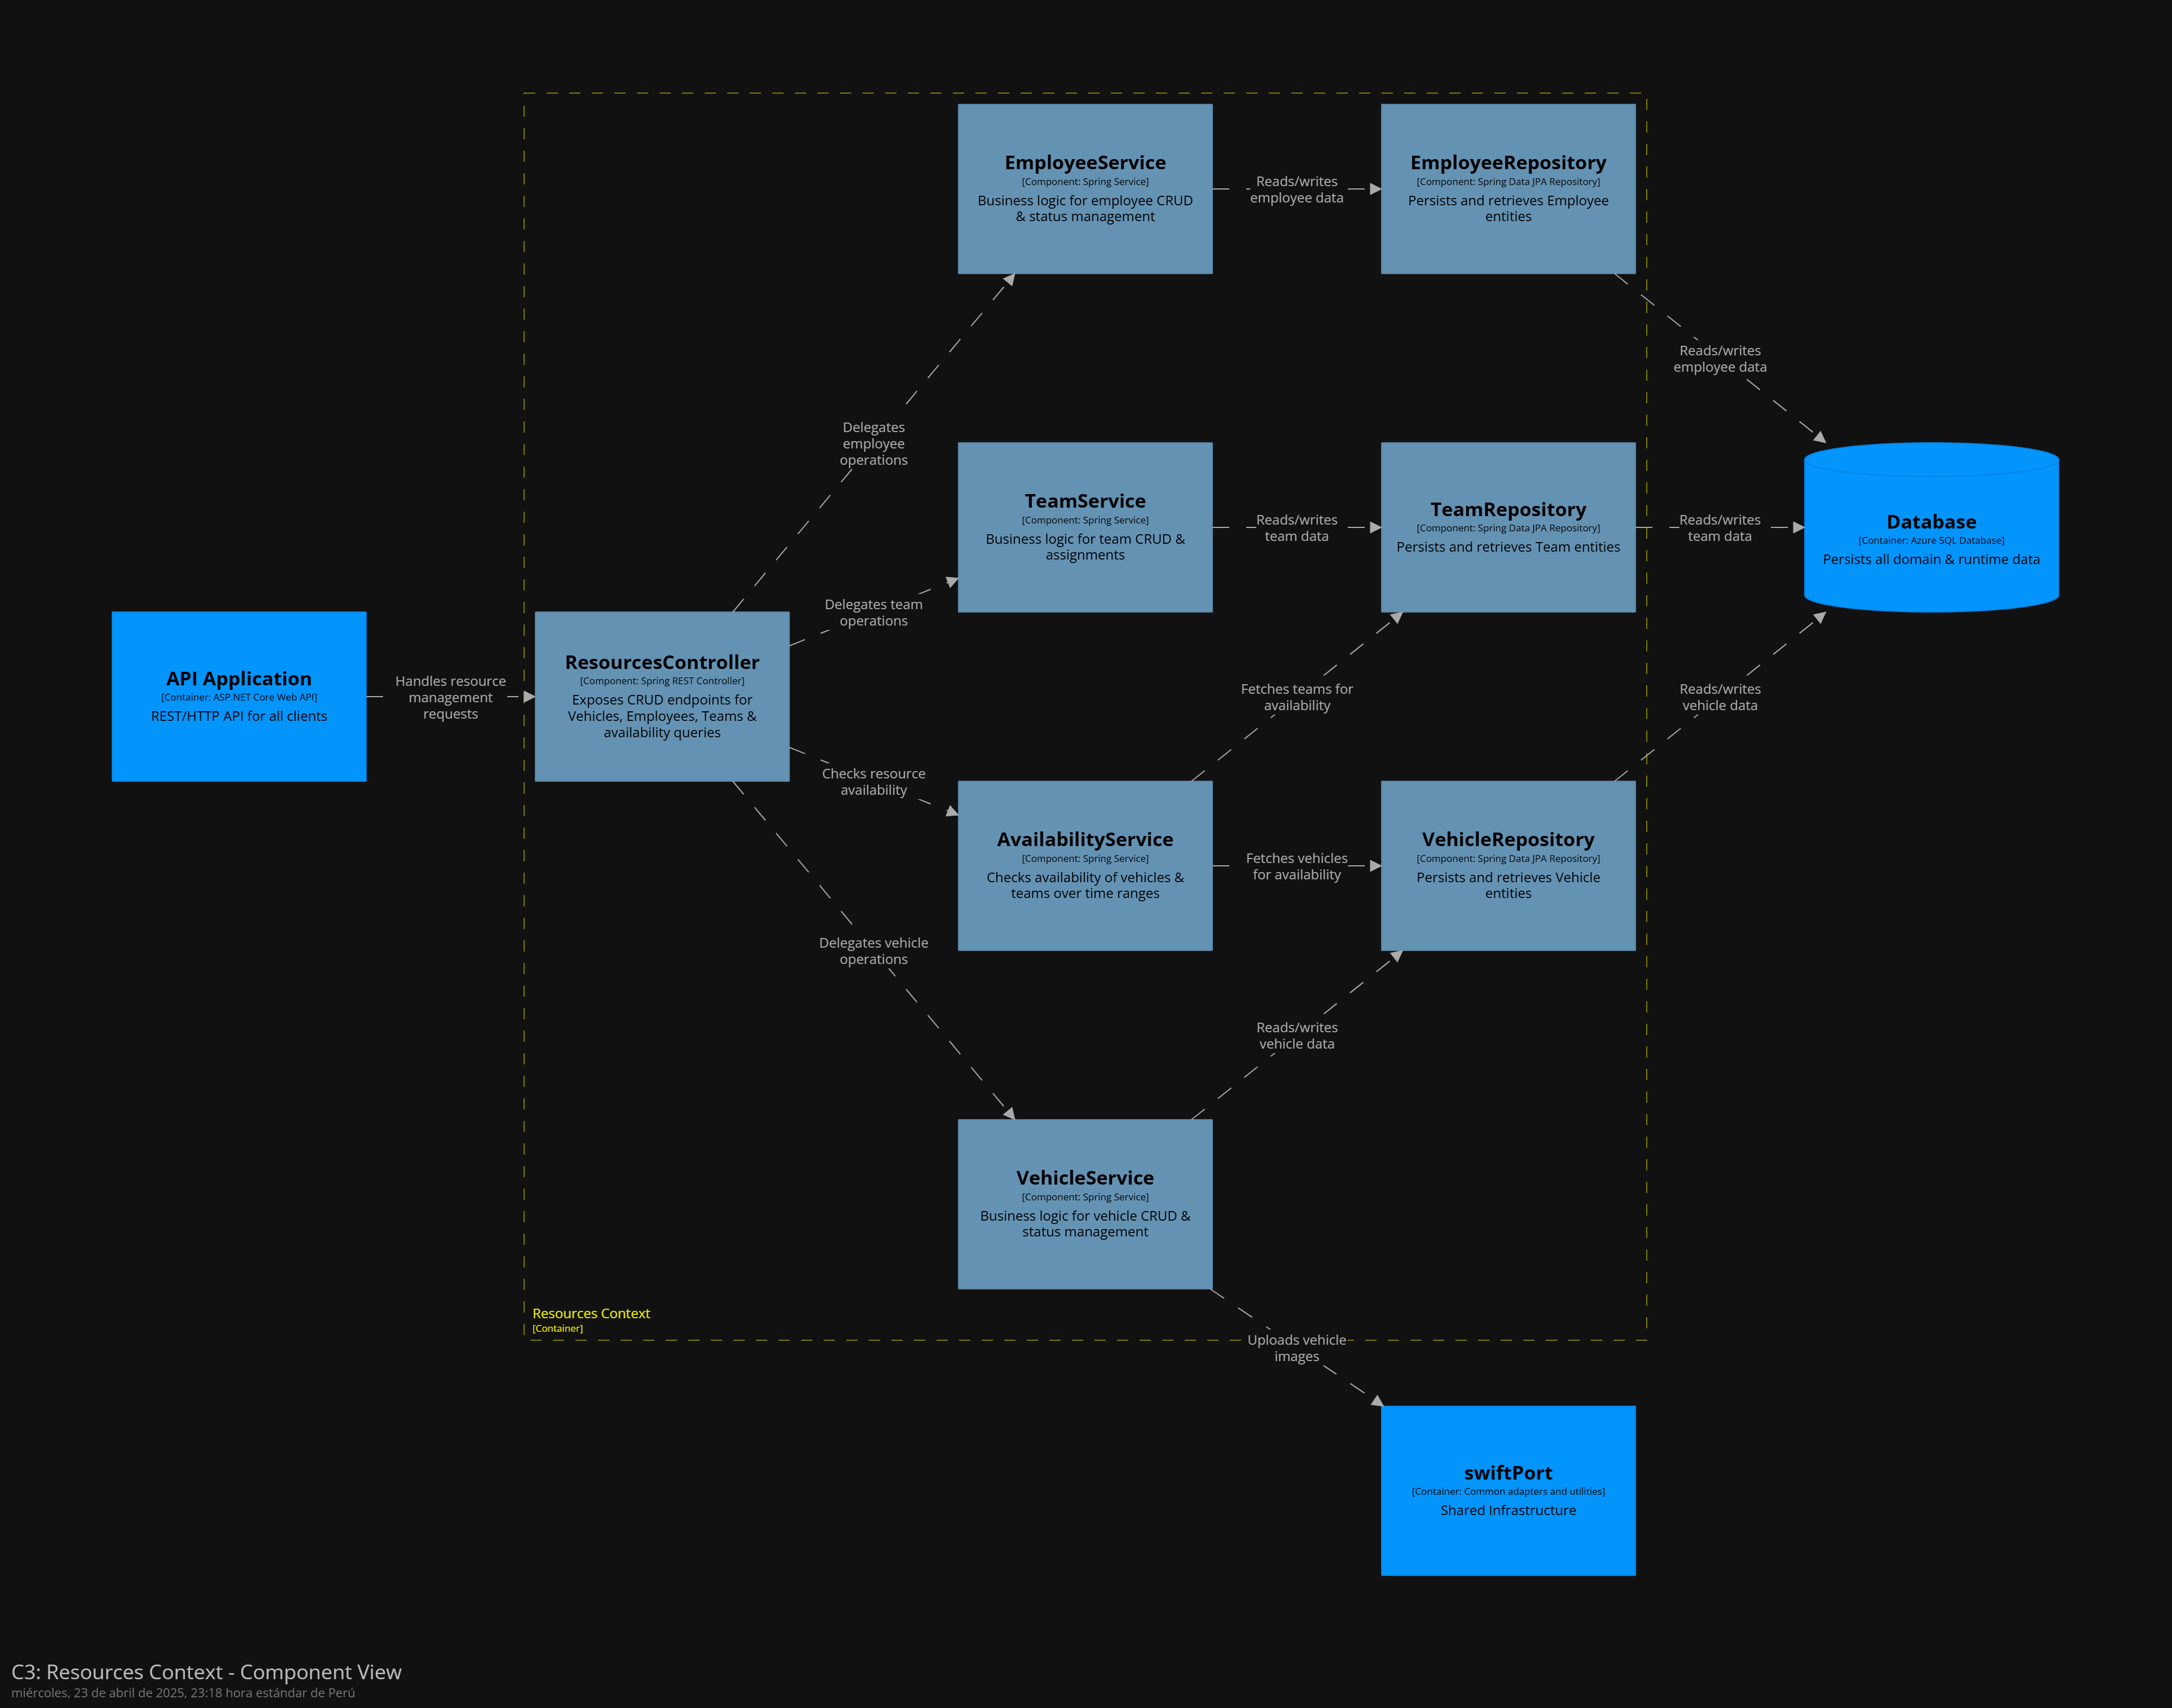 EmployeeService
[Component: Spring Service]
Business logic for employee CRUD
& status management
Reads/writes
employee data
EmployeeRepository
[Component: Spring Data JPA Repository]
Persists and retrieves Employee
entities
Reads/writes
employee data
Delegates
employee
operations
TeamService
[Component: Spring Service]
Business logic for team CRUD &
assignments
Reads/writes
team data
TeamRepository
[Component: Spring Data JPA Repository]
Persists and retrieves Team entities
Reads/writes
team data
Database
[Container: Azure SQL Database]
Persists all domain & runtime data
Delegates team
operations
API Application
[Container: ASP.NET Core Web API]
REST/HTTP API for all clients
Handles resource
management
requests
ResourcesController
[Component: Spring REST Controller]
Exposes CRUD endpoints for
Vehicles, Employees, Teams &
availability queries
Fetches teams for
availability
Reads/writes
vehicle data
Checks resource
availability
AvailabilityService
[Component: Spring Service]
Checks availability of vehicles &
teams over time ranges
Fetches vehicles
for availability
VehicleRepository
[Component: Spring Data JPA Repository]
Persists and retrieves Vehicle
entities
Delegates vehicle
operations
Reads/writes
vehicle data
VehicleService
[Component: Spring Service]
Business logic for vehicle CRUD &
status management
Resources Context
[Container]
Uploads vehicle
images
swiftPort
[Container: Common adapters and utilities]
Shared Infrastructure
C3: Resources Context - Component View
miércoles, 23 de abril de 2025, 23:18 hora estándar de Perú